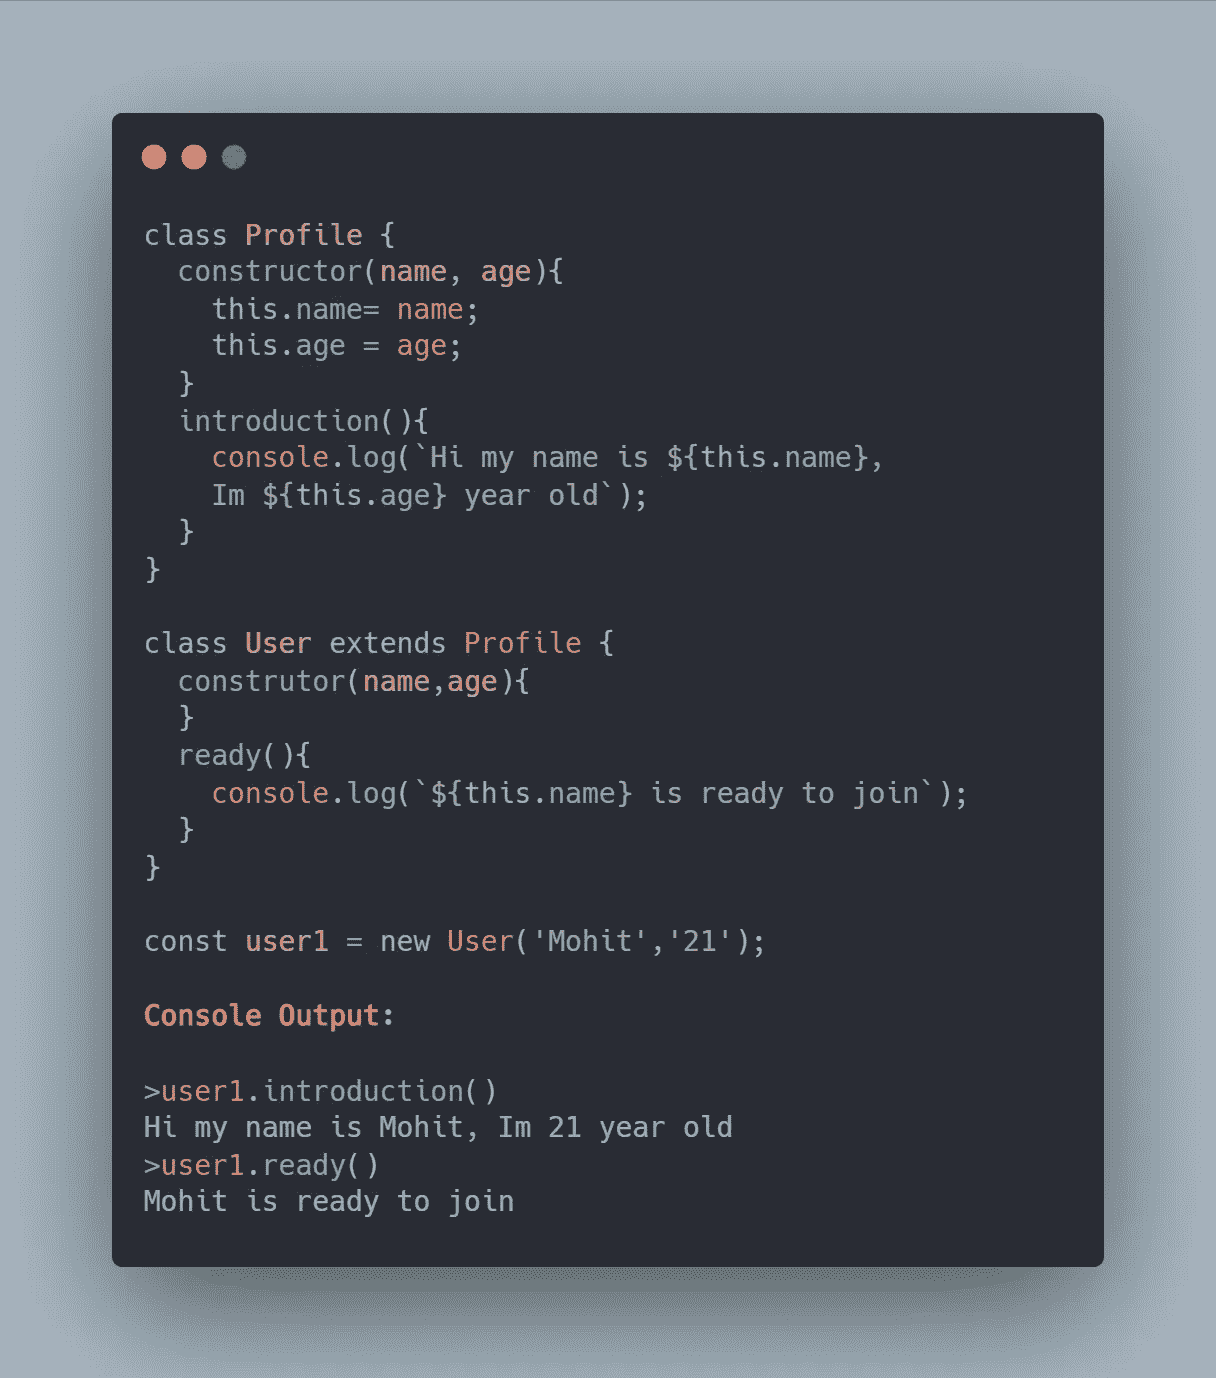 class Profile {
  constructor(name, age){
    this.name= name;
    this.age = age;
  }
  introduction(){
    console.log(`Hi my name is ${this.name},
    Im ${this.age} year old`);
  }
}

class User extends Profile {
  construtor(name,age){
  }
  ready(){
    console.log(`${this.name} is ready to join`);
  }
}

const user1 = new User('Mohit','21');

Console Output:

>user1.introduction()
Hi my name is Mohit, Im 21 year old
>user1.ready()
Mohit is ready to join